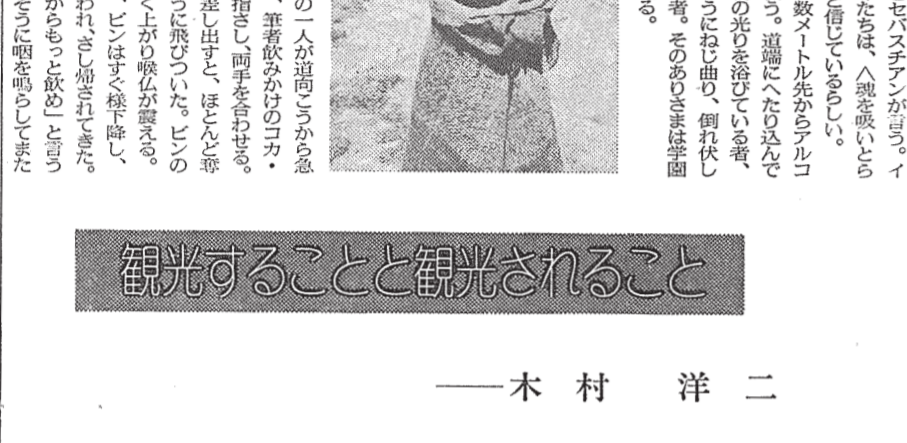 セバスチアンが言う。イ
たちは、〈魂を吸いとら
と信じているらしい。
数メートル先からアルコ
う。道端にへたり込んで
の光りを浴びている者、
うにねじ曲り、倒れ伏し
者。そのありさまは学園
る。
の一人が道向こうから急
、筆者飲みかけのコカ・
指さし、両手を合わせる。
差し出すと、ほとんど奪
うに飛びついた。ビンの
く上がり喉仏が震える。
、ビンはすぐ様下降し、
われ、さし帰されてきた。
からもっと飲め」と言う
そうに咽を鳴らしてまた
観光することと観光されること
——木村　洋二